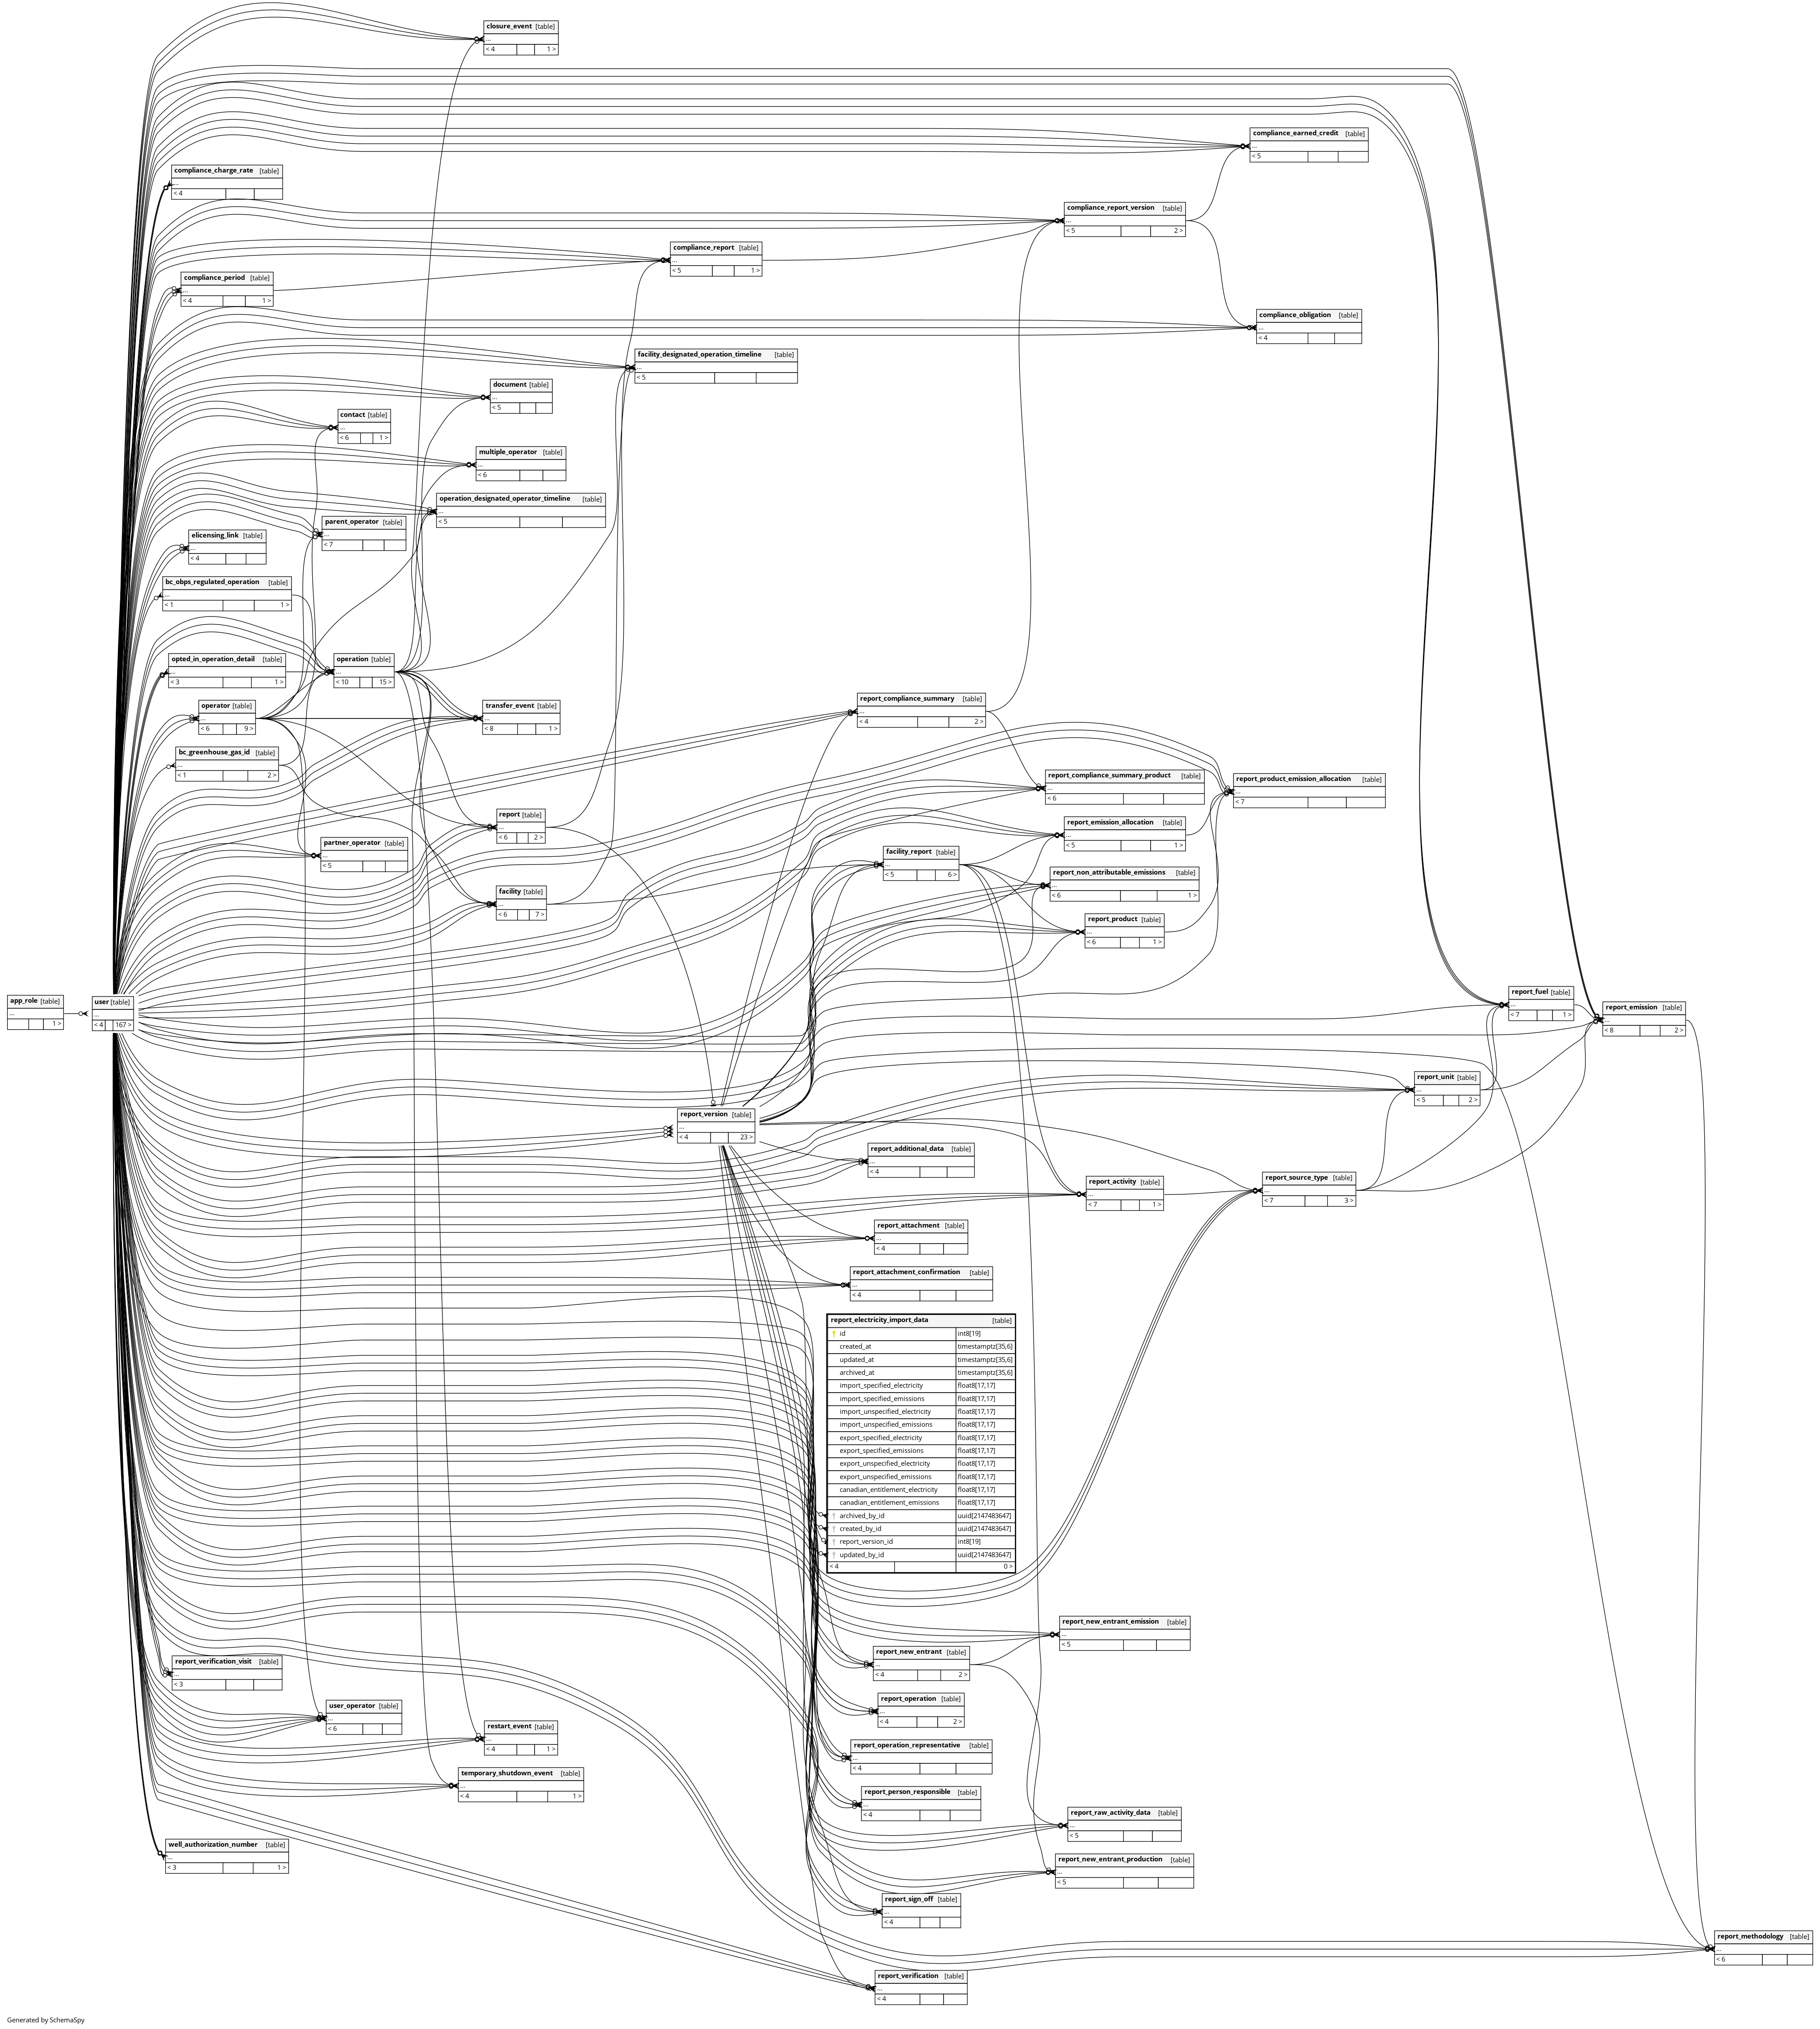 closure_event [table]
...
< 4 1 >
compliance_earned_credit [table]
...
< 5
compliance_charge_rate [table]
...
< 4
compliance_report_version [table]
...
< 5 2 >
compliance_report [table]
...
< 5 1 >
compliance_period [table]
...
< 4 1 >
compliance_obligation [table]
...
< 4
facility_designated_operation_timeline [table]
...
< 5
document [table]
...
< 5
contact [table]
...
< 6 1 >
multiple_operator [table]
...
< 6
operation_designated_operator_timeline [table]
...
< 5
parent_operator [table]
...
< 7
elicensing_link [table]
...
< 4
bc_obps_regulated_operation [table]
...
< 1 1 >
opted_in_operation_detail [table]
...
< 3 1 >
operation [table]
...
< 10 15 >
operator [table]
...
< 6 9 >
transfer_event [table]
...
< 8 1 >
report_compliance_summary [table]
...
< 4 2 >
bc_greenhouse_gas_id [table]
...
< 1 2 >
report_compliance_summary_product [table]
...
< 6
report_product_emission_allocation [table]
...
< 7
report [table]
...
< 6 2 >
report_emission_allocation [table]
...
< 5 1 >
partner_operator [table]
...
< 5
facility_report [table]
...
< 5 6 >
report_non_attributable_emissions [table]
...
< 6 1 >
facility [table]
...
< 6 7 >
report_product [table]
...
< 6 1 >
app_role [table]
...
1 >
user [table]
...
< 4 167 >
report_fuel [table]
...
< 7 1 >
report_emission [table]
...
< 8 2 >
report_unit [table]
...
< 5 2 >
report_version [table]
...
< 4 23 >
report_additional_data [table]
...
< 4
report_activity [table]
...
< 7 1 >
report_source_type [table]
...
< 7 3 >
report_attachment [table]
...
< 4
report_attachment_confirmation [table]
...
< 4
report_electricity_import_data [table]
id int8[19]
created_at timestamptz[35,6]
updated_at timestamptz[35,6]
archived_at timestamptz[35,6]
import_specified_electricity float8[17,17]
import_specified_emissions float8[17,17]
import_unspecified_electricity float8[17,17]
import_unspecified_emissions float8[17,17]
export_specified_electricity float8[17,17]
export_specified_emissions float8[17,17]
export_unspecified_electricity float8[17,17]
export_unspecified_emissions float8[17,17]
canadian_entitlement_electricity float8[17,17]
canadian_entitlement_emissions float8[17,17]
archived_by_id uuid[2147483647]
created_by_id uuid[2147483647]
report_version_id int8[19]
updated_by_id uuid[2147483647]
< 4 0 >
report_new_entrant_emission [table]
...
< 5
report_new_entrant [table]
...
< 4 2 >
report_verification_visit [table]
...
< 3
report_operation [table]
...
< 4 2 >
user_operator [table]
...
< 6
restart_event [table]
...
< 4 1 >
report_operation_representative [table]
...
< 4
temporary_shutdown_event [table]
...
< 4 1 >
report_person_responsible [table]
...
< 4
report_raw_activity_data [table]
...
< 5
well_authorization_number [table]
...
< 3 1 >
report_new_entrant_production [table]
...
< 5
report_sign_off [table]
...
< 4
report_methodology [table]
...
< 6
report_verification [table]
...
< 4
Generated by SchemaSpy